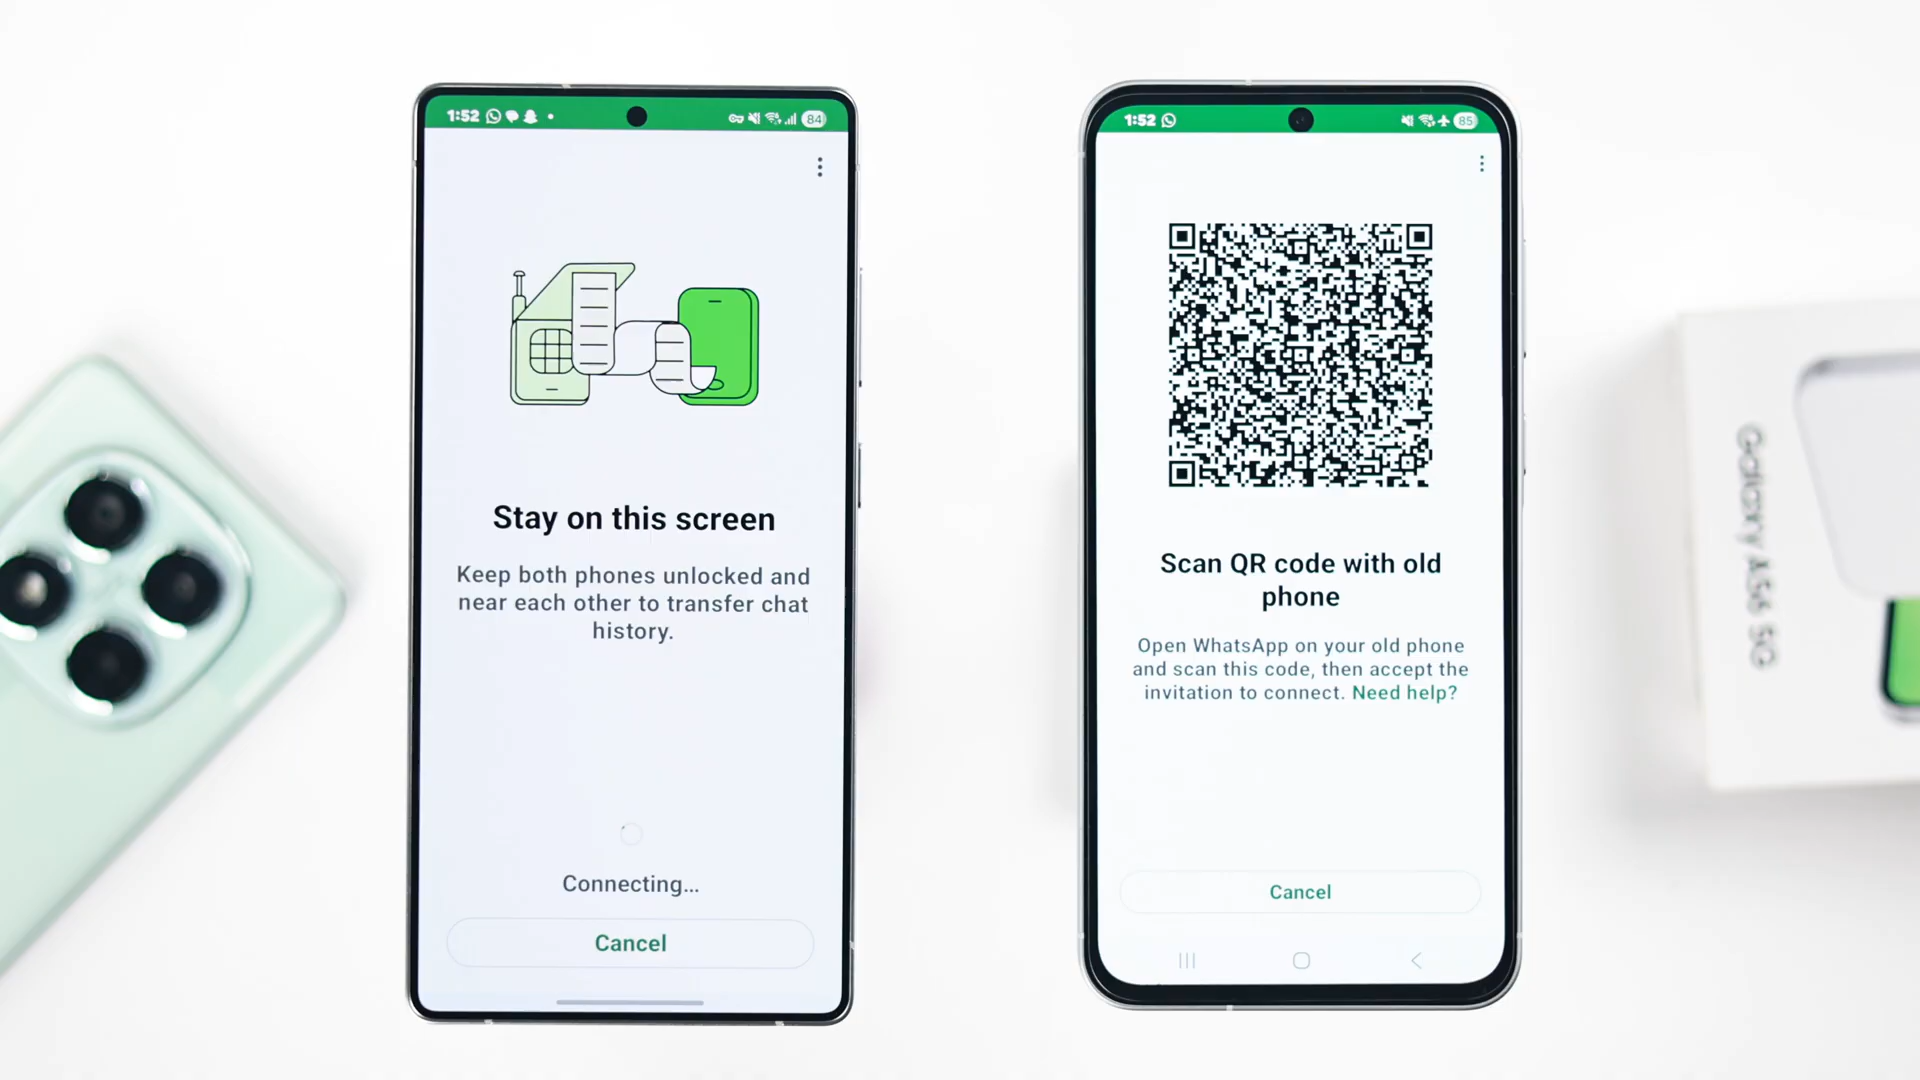 1:52
84
Stay on this screen
Keep both phones unlocked and
near each other to transfer chat
history.
Connecting...
Cancel
1:52
85
Scan QR code with old
phone
Open WhatsApp on your old phone
and scan this code, then accept the
invitation to connect. Need help?
Cancel
Galaxy A56 5G